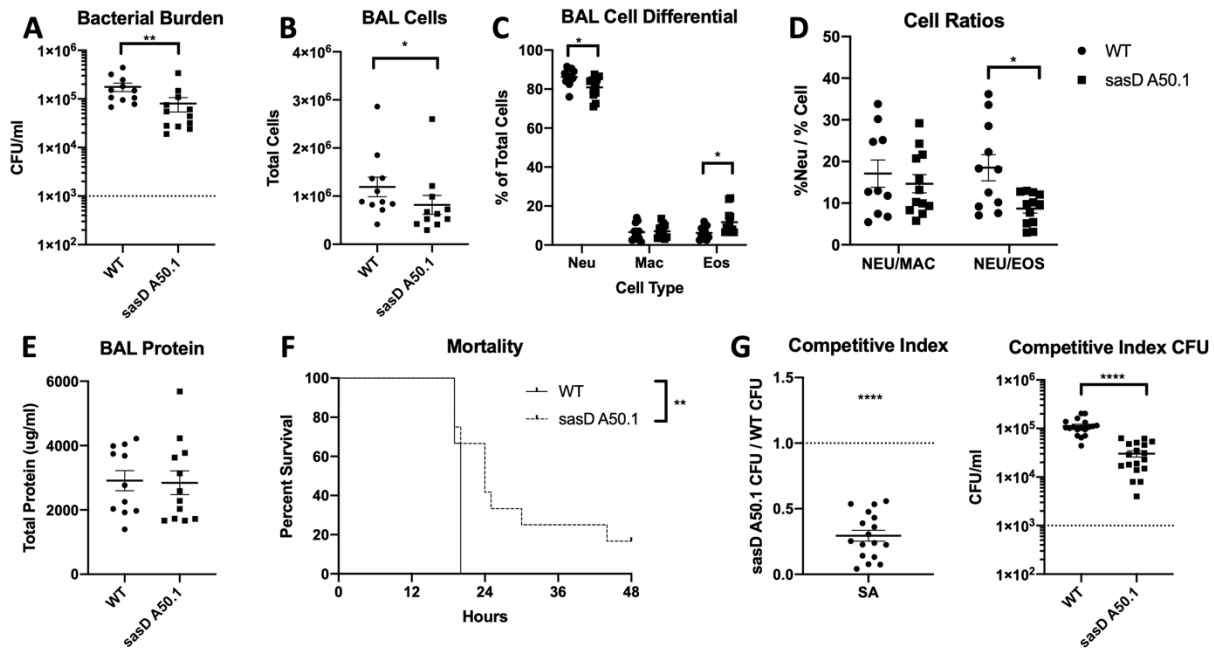 A
Bacterial Burden
**
1×10⁶
1×10⁵
1×10⁴
1×10³
1×10²
CFU/ml
WT
sasD A50.1
B
BAL Cells
*
4×10⁶
3×10⁶
2×10⁶
1×10⁶
0
Total Cells
WT
sasD A50.1
C
BAL Cell Differential
*
*
100
80
60
40
20
0
% of Total Cells
Neu Mac Eos
Cell Type
D
Cell Ratios
*
50
40
30
20
10
0
%Neu / % Cell
NEU/MAC NEU/EOS
WT
sasD A50.1
E
BAL Protein
6000
4000
2000
0
Total Protein (ug/ml)
WT
sasD A50.1
F
Mortality
100
80
60
40
20
0
Percent Survival
0 12 24 36 48
Hours
WT
sasD A50.1
**
G
Competitive Index
****
1.5
1.0
0.5
0.0
sasD A50.1 CFU / WT CFU
SA
Competitive Index CFU
****
1×10⁶
1×10⁵
1×10⁴
1×10³
1×10²
CFU/ml
WT
sasD A50.1